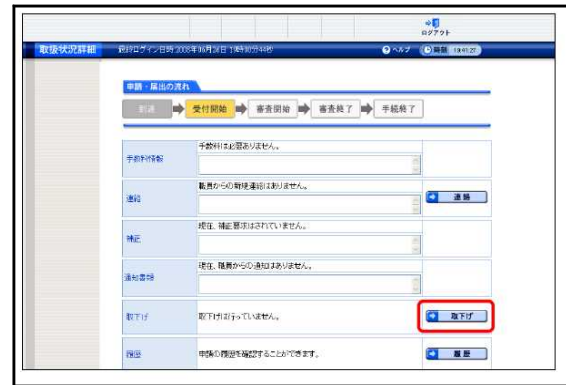 ログアウト
取扱状況詳細
最終ログイン日時 2008年06月26日 19時30分44秒
ヘルプ
時刻 19:41:27
申請・届出の流れ
到達
受付開始
審査開始
審査終了
手続終了
手数料情報
手数料は必要ありません。
連絡
職員からの新規連絡はありません。
連絡
補正
現在、補正要求はされていません。
通知書類
現在、職員からの通知はありません。
取下げ
取下げは行っていません。
取下げ
履歴
申請の履歴を確認することができます。
履歴